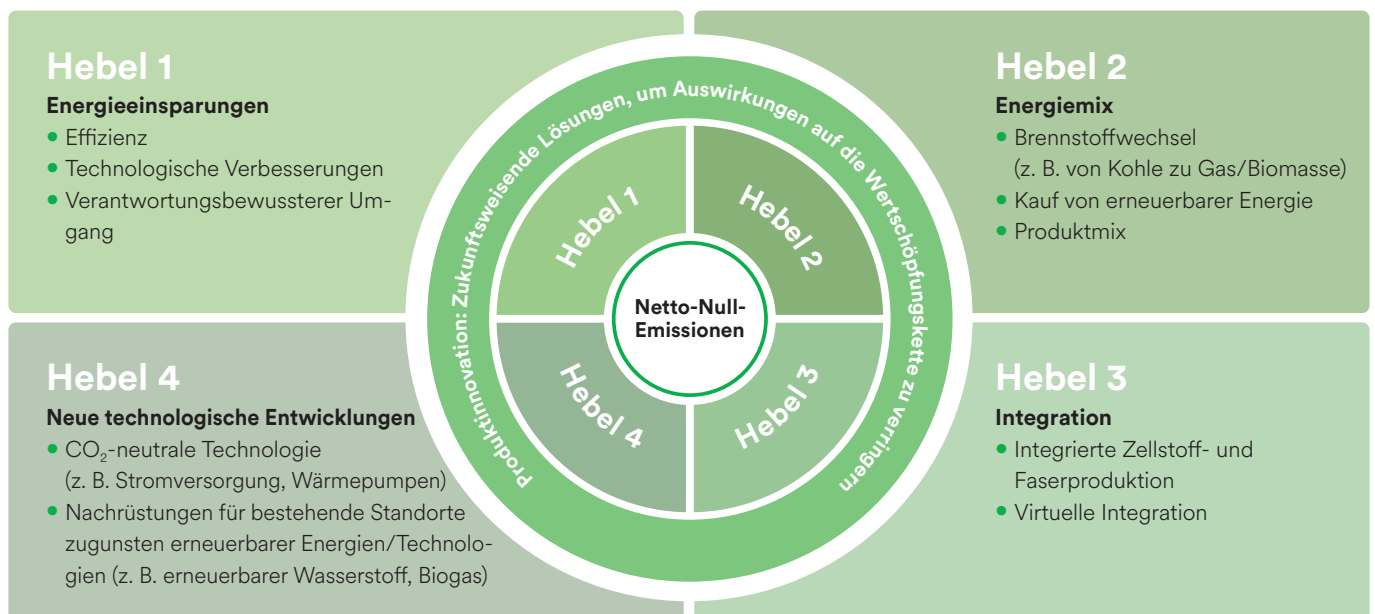 Hebel 1
Energieeinsparungen
• Effizienz
• Technologische Verbesserungen
• Verantwortungsbewussterer Um-
gang
Hebel 2
Energiemix
• Brennstoffwechsel
(z. B. von Kohle zu Gas/Biomasse)
• Kauf von erneuerbarer Energie
• Produktmix
Produktinnovation: Zukunftsweisende Lösungen, um Auswirkungen auf die Wertschöpfungskette zu verringern
Hebel 1
Hebel 2
Netto-Null-
Emissionen
Hebel 4
Hebel 3
Hebel 4
Neue technologische Entwicklungen
• CO₂-neutrale Technologie
(z. B. Stromversorgung, Wärmepumpen)
• Nachrüstungen für bestehende Standorte
zugunsten erneuerbarer Energien/Technolo-
gien (z. B. erneuerbarer Wasserstoff, Biogas)
Hebel 3
Integration
• Integrierte Zellstoff- und
Faserproduktion
• Virtuelle Integration